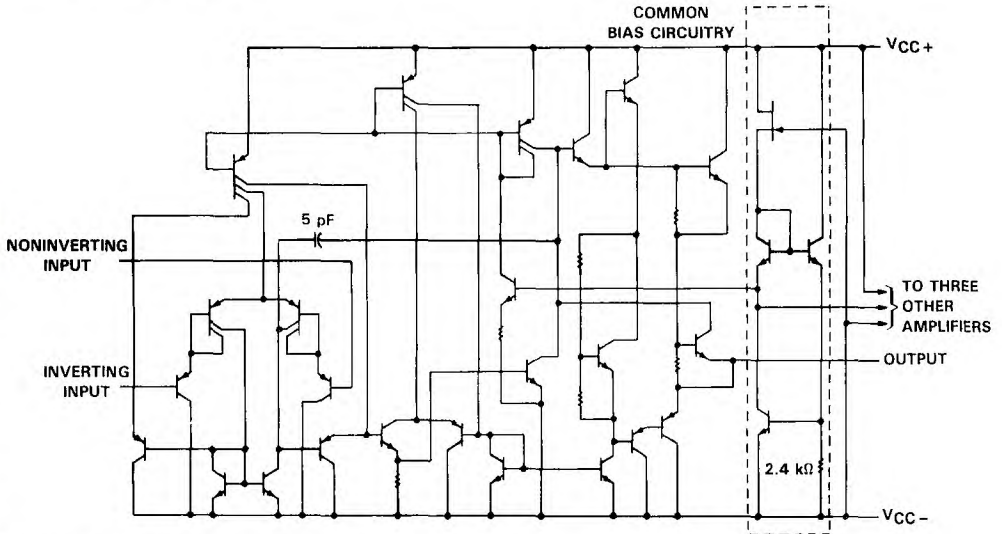 COMMON
BIAS CIRCUITRY
VCC+
5 pF
NONINVERTING
INPUT
TO THREE
OTHER
AMPLIFIERS
OUTPUT
INVERTING
INPUT
2.4 kΩ
VCC−